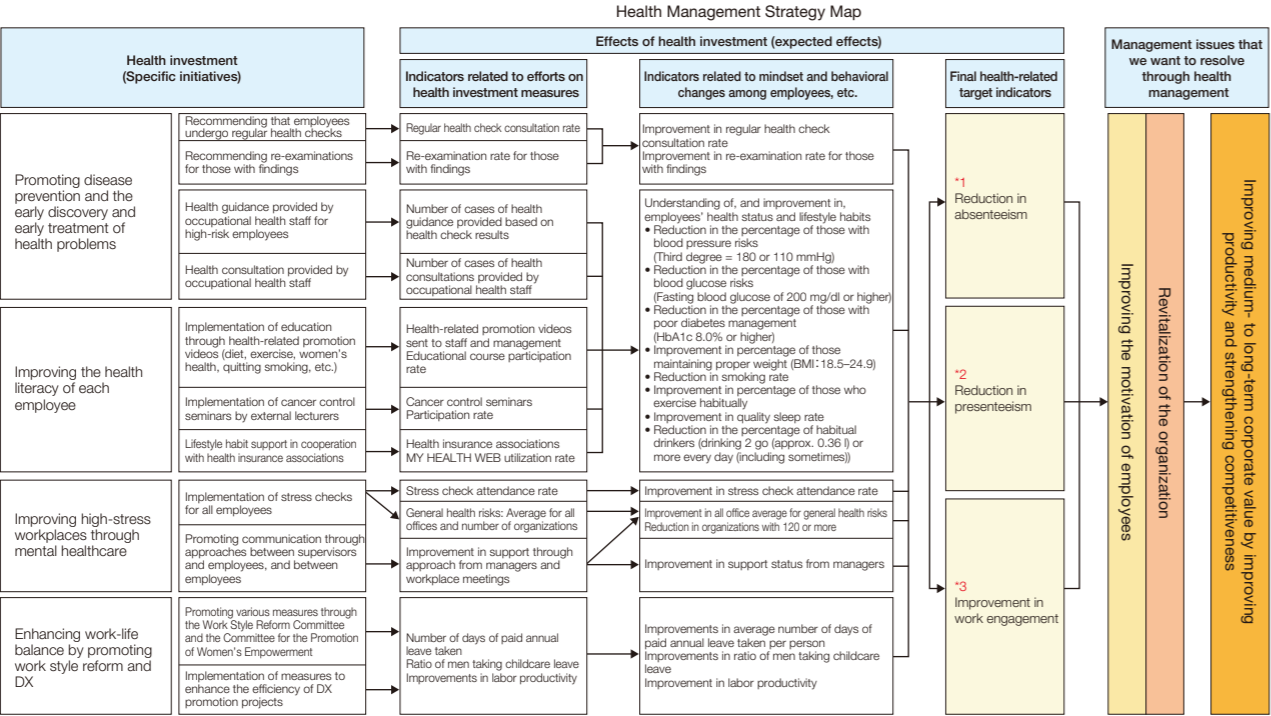 Health Management Strategy Map
Health investment
(Specific initiatives)
Effects of health investment (expected effects)
Indicators related to efforts on
health investment measures
Indicators related to mindset and behavioral
changes among employees, etc.
Final health-related
target indicators
Management issues that
we want to resolve
through health
management
Promoting disease
prevention and the
early discovery and
early treatment of
health problems
Recommending that employees
undergo regular health checks
Regular health check consultation rate
Recommending re-examinations
for those with findings
Re-examination rate for those
with findings
Improvement in regular health check
consultation rate
Improvement in re-examination rate for those
with findings
Health guidance provided by
occupational health staff for
high-risk employees
Number of cases of health
guidance provided based on
health check results
Health consultation provided by
occupational health staff
Number of cases of health
consultations provided by
occupational health staff
Improving the health
literacy of each
employee
Implementation of education
through health-related promotion
videos (diet, exercise, women's
health, quitting smoking, etc.)
Health-related promotion videos
sent to staff and management
Educational course participation
rate
Implementation of cancer control
seminars by external lecturers
Cancer control seminars
Participation rate
Lifestyle habit support in cooperation
with health insurance associations
Health insurance associations
MY HEALTH WEB utilization rate
Understanding of, and improvement in,
employees' health status and lifestyle habits
• Reduction in the percentage of those with
blood pressure risks
(Third degree = 180 or 110 mmHg)
• Reduction in the percentage of those with
blood glucose risks
(Fasting blood glucose of 200 mg/dl or higher)
• Reduction in the percentage of those with
poor diabetes management
(HbA1c 8.0% or higher)
• Improvement in percentage of those
maintaining proper weight (BMI：18.5–24.9)
• Reduction in smoking rate
• Improvement in percentage of those who
exercise habitually
• Improvement in quality sleep rate
• Reduction in the percentage of habitual
drinkers (drinking 2 go (approx. 0.36 l) or
more every day (including sometimes))
Improving high-stress
workplaces through
mental healthcare
Implementation of stress checks
for all employees
Stress check attendance rate
Improvement in stress check attendance rate
General health risks: Average for all
offices and number of organizations
Improvement in all office average for general health risks
Reduction in organizations with 120 or more
Promoting communication through
approaches between supervisors
and employees, and between
employees
Improvement in support through
approach from managers and
workplace meetings
Improvement in support status from managers
Enhancing work-life
balance by promoting
work style reform and
DX
Promoting various measures through
the Work Style Reform Committee
and the Committee for the Promotion
of Women's Empowerment
Implementation of measures to
enhance the efficiency of DX
promotion projects
Number of days of paid annual
leave taken
Ratio of men taking childcare leave
Improvements in labor productivity
Improvements in average number of days of
paid annual leave taken per person
Improvements in ratio of men taking childcare
leave
Improvement in labor productivity
*1
Reduction in
absenteeism
*2
Reduction in
presenteeism
*3
Improvement in
work engagement
Improving the motivation of employees
Revitalization of the organization
Improving medium- to long-term corporate value by improving
productivity and strengthening competitiveness